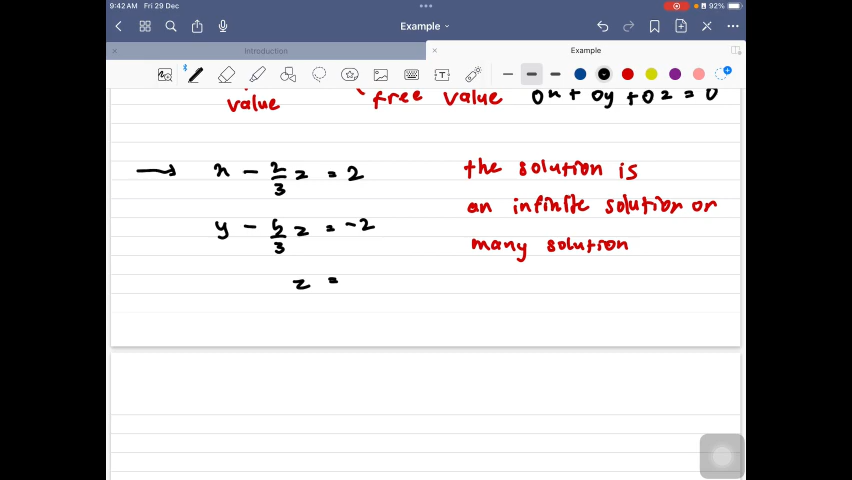 9:42 AM Fri 29 Dec
92%
Example
Introduction
Example
value
free value 0x + 0y + 0z = 0
→ x - 2/3 z = 2
the solution is
an infinite solution or
y - 5/3 z = -2
many solution
z =